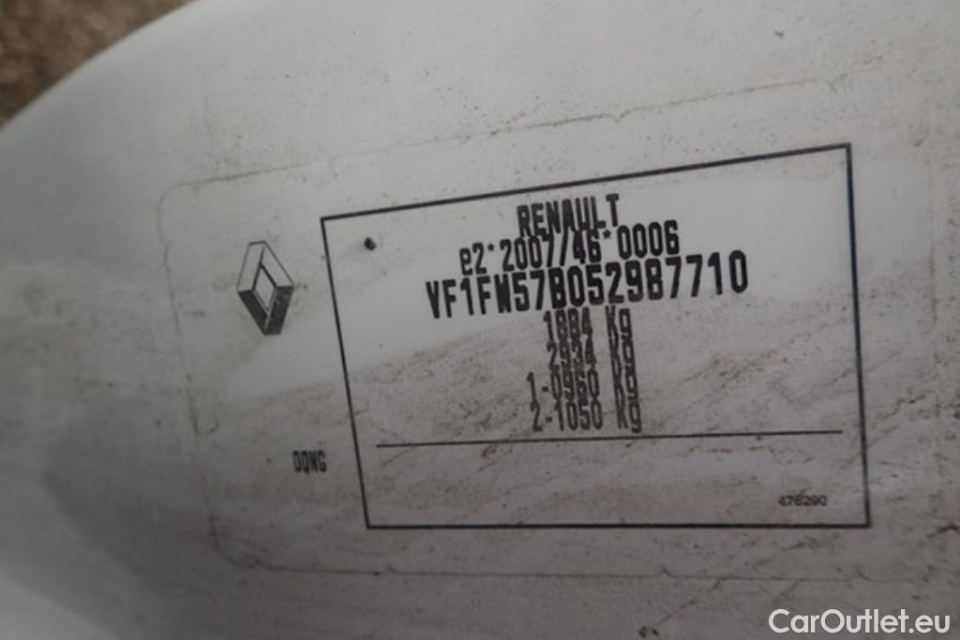 RENAULT
e2*2007/46*0006
VF1FW57B052987710
1884 Kg
2934 Kg
1-0960 Kg
2-1050 Kg
DQNG
476290
CarOutlet.eu